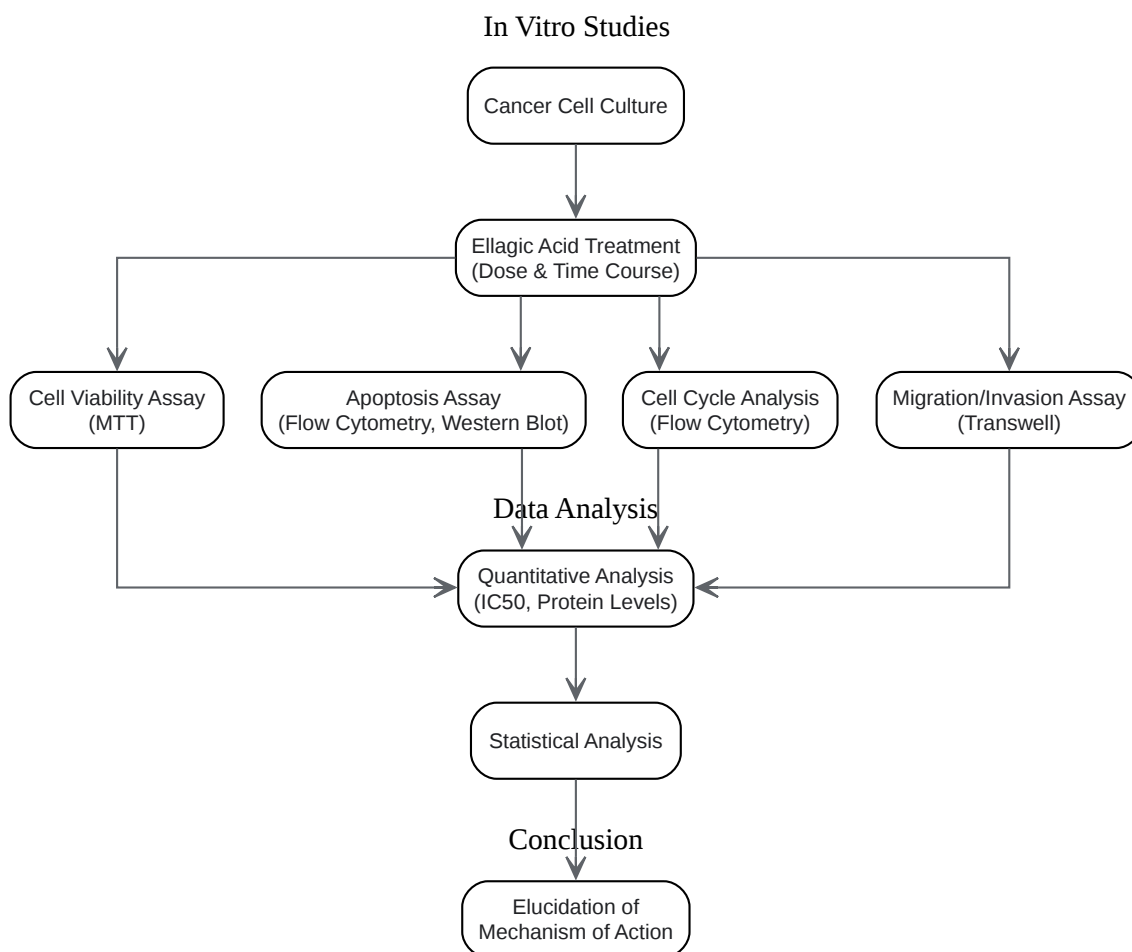 In Vitro Studies
Cancer Cell Culture
Ellagic Acid Treatment
(Dose & Time Course)
Cell Viability Assay
(MTT)
Apoptosis Assay
(Flow Cytometry, Western Blot)
Cell Cycle Analysis
(Flow Cytometry)
Migration/Invasion Assay
(Transwell)
Data Analysis
Quantitative Analysis
(IC50, Protein Levels)
Statistical Analysis
Conclusion
Elucidation of
Mechanism of Action